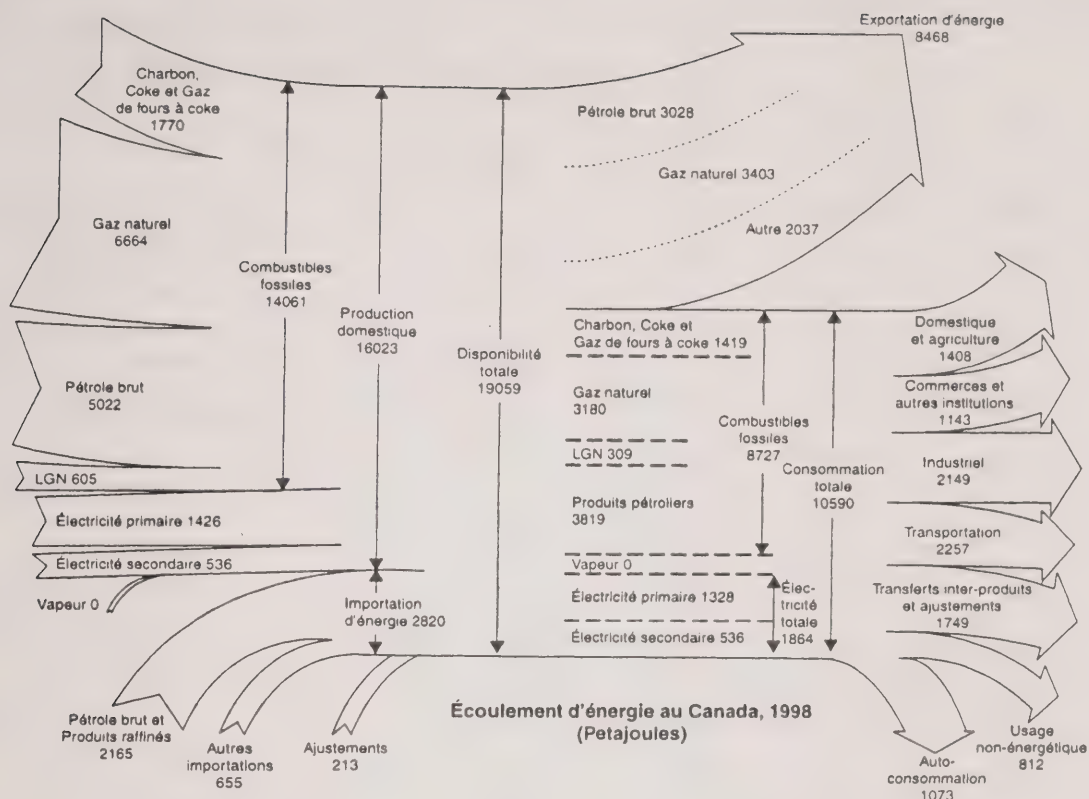 Exportation d'énergie
8468
Charbon,
Coke et Gaz
de fours à coke
1770
Pétrole brut 3028
Gaz naturel 3403
Autre 2037
Gaz naturel
6664
Combustibles
fossiles
14061
Production
domestique
16023
Disponibilité
totale
19059
Charbon, Coke et
Gaz de fours à coke 1419
Gaz naturel
3180
LGN 309
Produits pétroliers
3819
Vapeur 0
Électricité primaire 1328
Électricité secondaire 536
Combustibles
fossiles
8727
Élec-
tricité
totale
1864
Consommation
totale
10590
Domestique
et agriculture
1408
Commerces et
autres institutions
1143
Industriel
2149
Transportation
2257
Transferts inter-produits
et ajustements
1749
Pétrole brut
5022
LGN 605
Électricité primaire 1426
Électricité secondaire 536
Vapeur 0
Importation
d'énergie 2820
Pétrole brut et
Produits raffinés
2165
Autres
importations
655
Ajustements
213
Écoulement d'énergie au Canada, 1998
(Petajoules)
Auto-
consommation
1073
Usage
non-énergétique
812